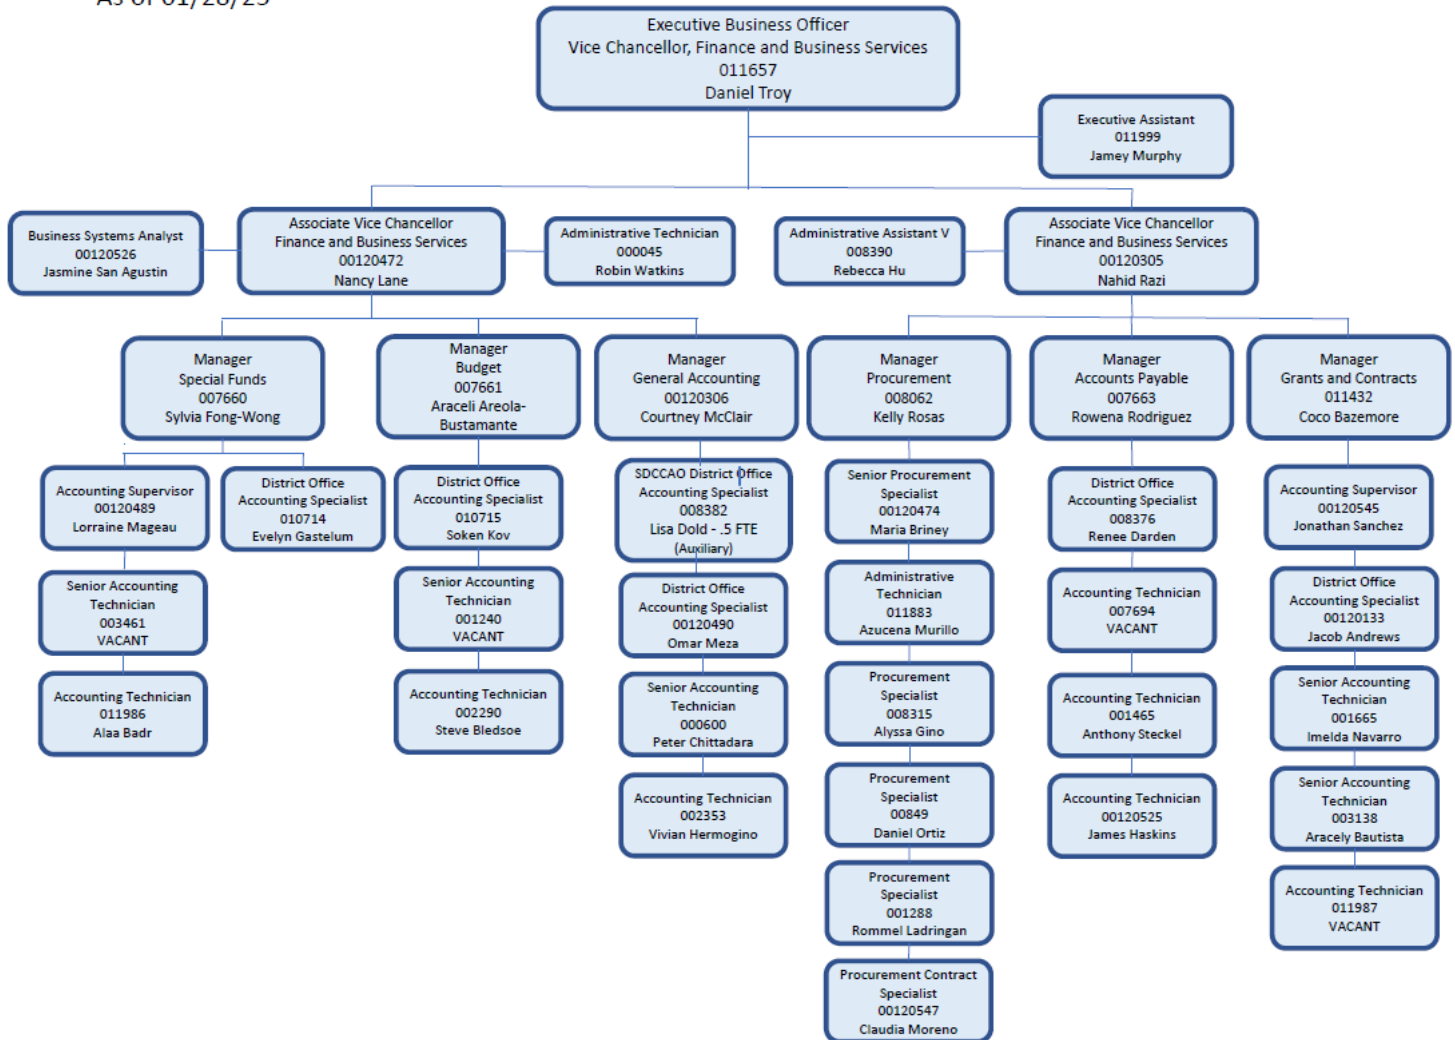 As of 01/28/25
Executive Business Officer
Vice Chancellor, Finance and Business Services
011657
Daniel Troy
Executive Assistant
011999
Jamey Murphy
Business Systems Analyst
00120526
Jasmine San Agustin
Associate Vice Chancellor
Finance and Business Services
00120472
Nancy Lane
Administrative Technician
000045
Robin Watkins
Administrative Assistant V
008390
Rebecca Hu
Associate Vice Chancellor
Finance and Business Services
00120305
Nahid Razi
Manager
Special Funds
007660
Sylvia Fong-Wong
Manager
Budget
007661
Araceli Areola-
Bustamante
Manager
General Accounting
00120306
Courtney McClair
Manager
Procurement
008062
Kelly Rosas
Manager
Accounts Payable
007663
Rowena Rodriguez
Manager
Grants and Contracts
011432
Coco Bazemore
Accounting Supervisor
00120489
Lorraine Mageau
District Office
Accounting Specialist
010714
Evelyn Gastelum
District Office
Accounting Specialist
010715
Soken Kov
SDCCAO District Office
Accounting Specialist
008382
Lisa Dold - .5 FTE
(Auxiliary)
Senior Procurement
Specialist
00120474
Maria Briney
District Office
Accounting Specialist
008376
Renee Darden
Accounting Supervisor
00120545
Jonathan Sanchez
Senior Accounting
Technician
003461
VACANT
Senior Accounting
Technician
001240
VACANT
District Office
Accounting Specialist
00120490
Omar Meza
Administrative
Technician
011883
Azucena Murillo
Accounting Technician
007694
VACANT
District Office
Accounting Specialist
00120133
Jacob Andrews
Accounting Technician
011986
Alaa Badr
Accounting Technician
002290
Steve Bledsoe
Senior Accounting
Technician
000600
Peter Chittadara
Procurement
Specialist
008315
Alyssa Gino
Accounting Technician
001465
Anthony Steckel
Senior Accounting
Technician
001665
Imelda Navarro
Accounting Technician
002353
Vivian Hermogino
Procurement
Specialist
00849
Daniel Ortiz
Accounting Technician
00120525
James Haskins
Senior Accounting
Technician
003138
Aracely Bautista
Procurement
Specialist
001288
Rommel Ladringan
Accounting Technician
011987
VACANT
Procurement Contract
Specialist
00120547
Claudia Moreno